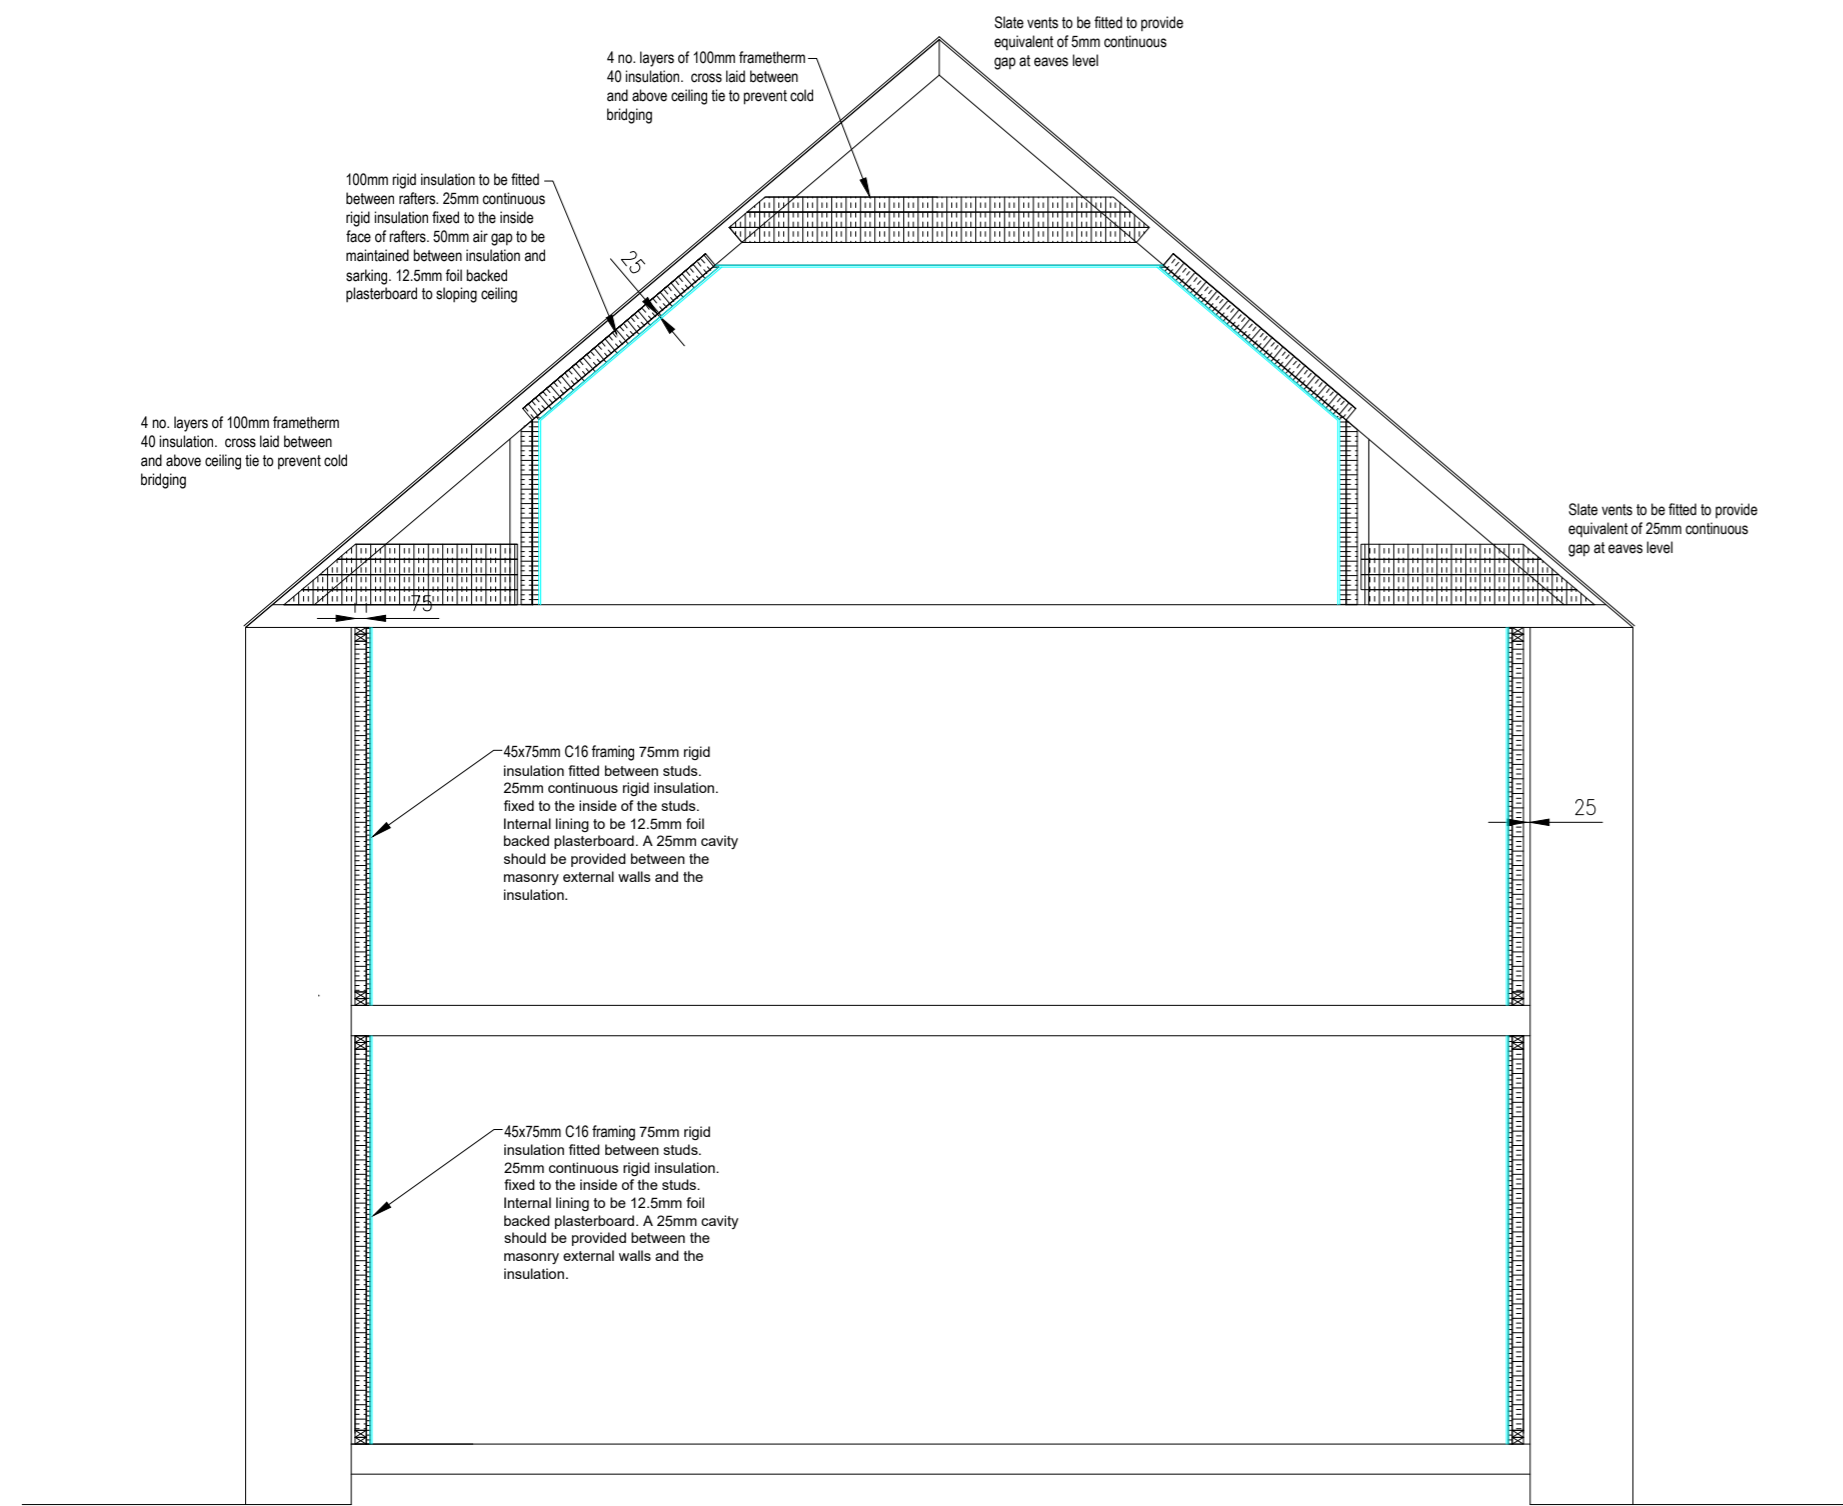 Slate vents to be fitted to provide
equivalent of 5mm continuous
gap at eaves level
4 no. layers of 100mm frametherm
40 insulation. cross laid between
and above ceiling tie to prevent cold
bridging
100mm rigid insulation to be fitted
between rafters. 25mm continuous
rigid insulation fixed to the inside
face of rafters. 50mm air gap to be
maintained between insulation and
sarking. 12.5mm foil backed
plasterboard to sloping ceiling
25
4 no. layers of 100mm frametherm
40 insulation. cross laid between
and above ceiling tie to prevent cold
bridging
Slate vents to be fitted to provide
equivalent of 25mm continuous
gap at eaves level
75
45x75mm C16 framing 75mm rigid
insulation fitted between studs.
25mm continuous rigid insulation.
fixed to the inside of the studs.
Internal lining to be 12.5mm foil
backed plasterboard. A 25mm cavity
should be provided between the
masonry external walls and the
insulation.
25
45x75mm C16 framing 75mm rigid
insulation fitted between studs.
25mm continuous rigid insulation.
fixed to the inside of the studs.
Internal lining to be 12.5mm foil
backed plasterboard. A 25mm cavity
should be provided between the
masonry external walls and the
insulation.